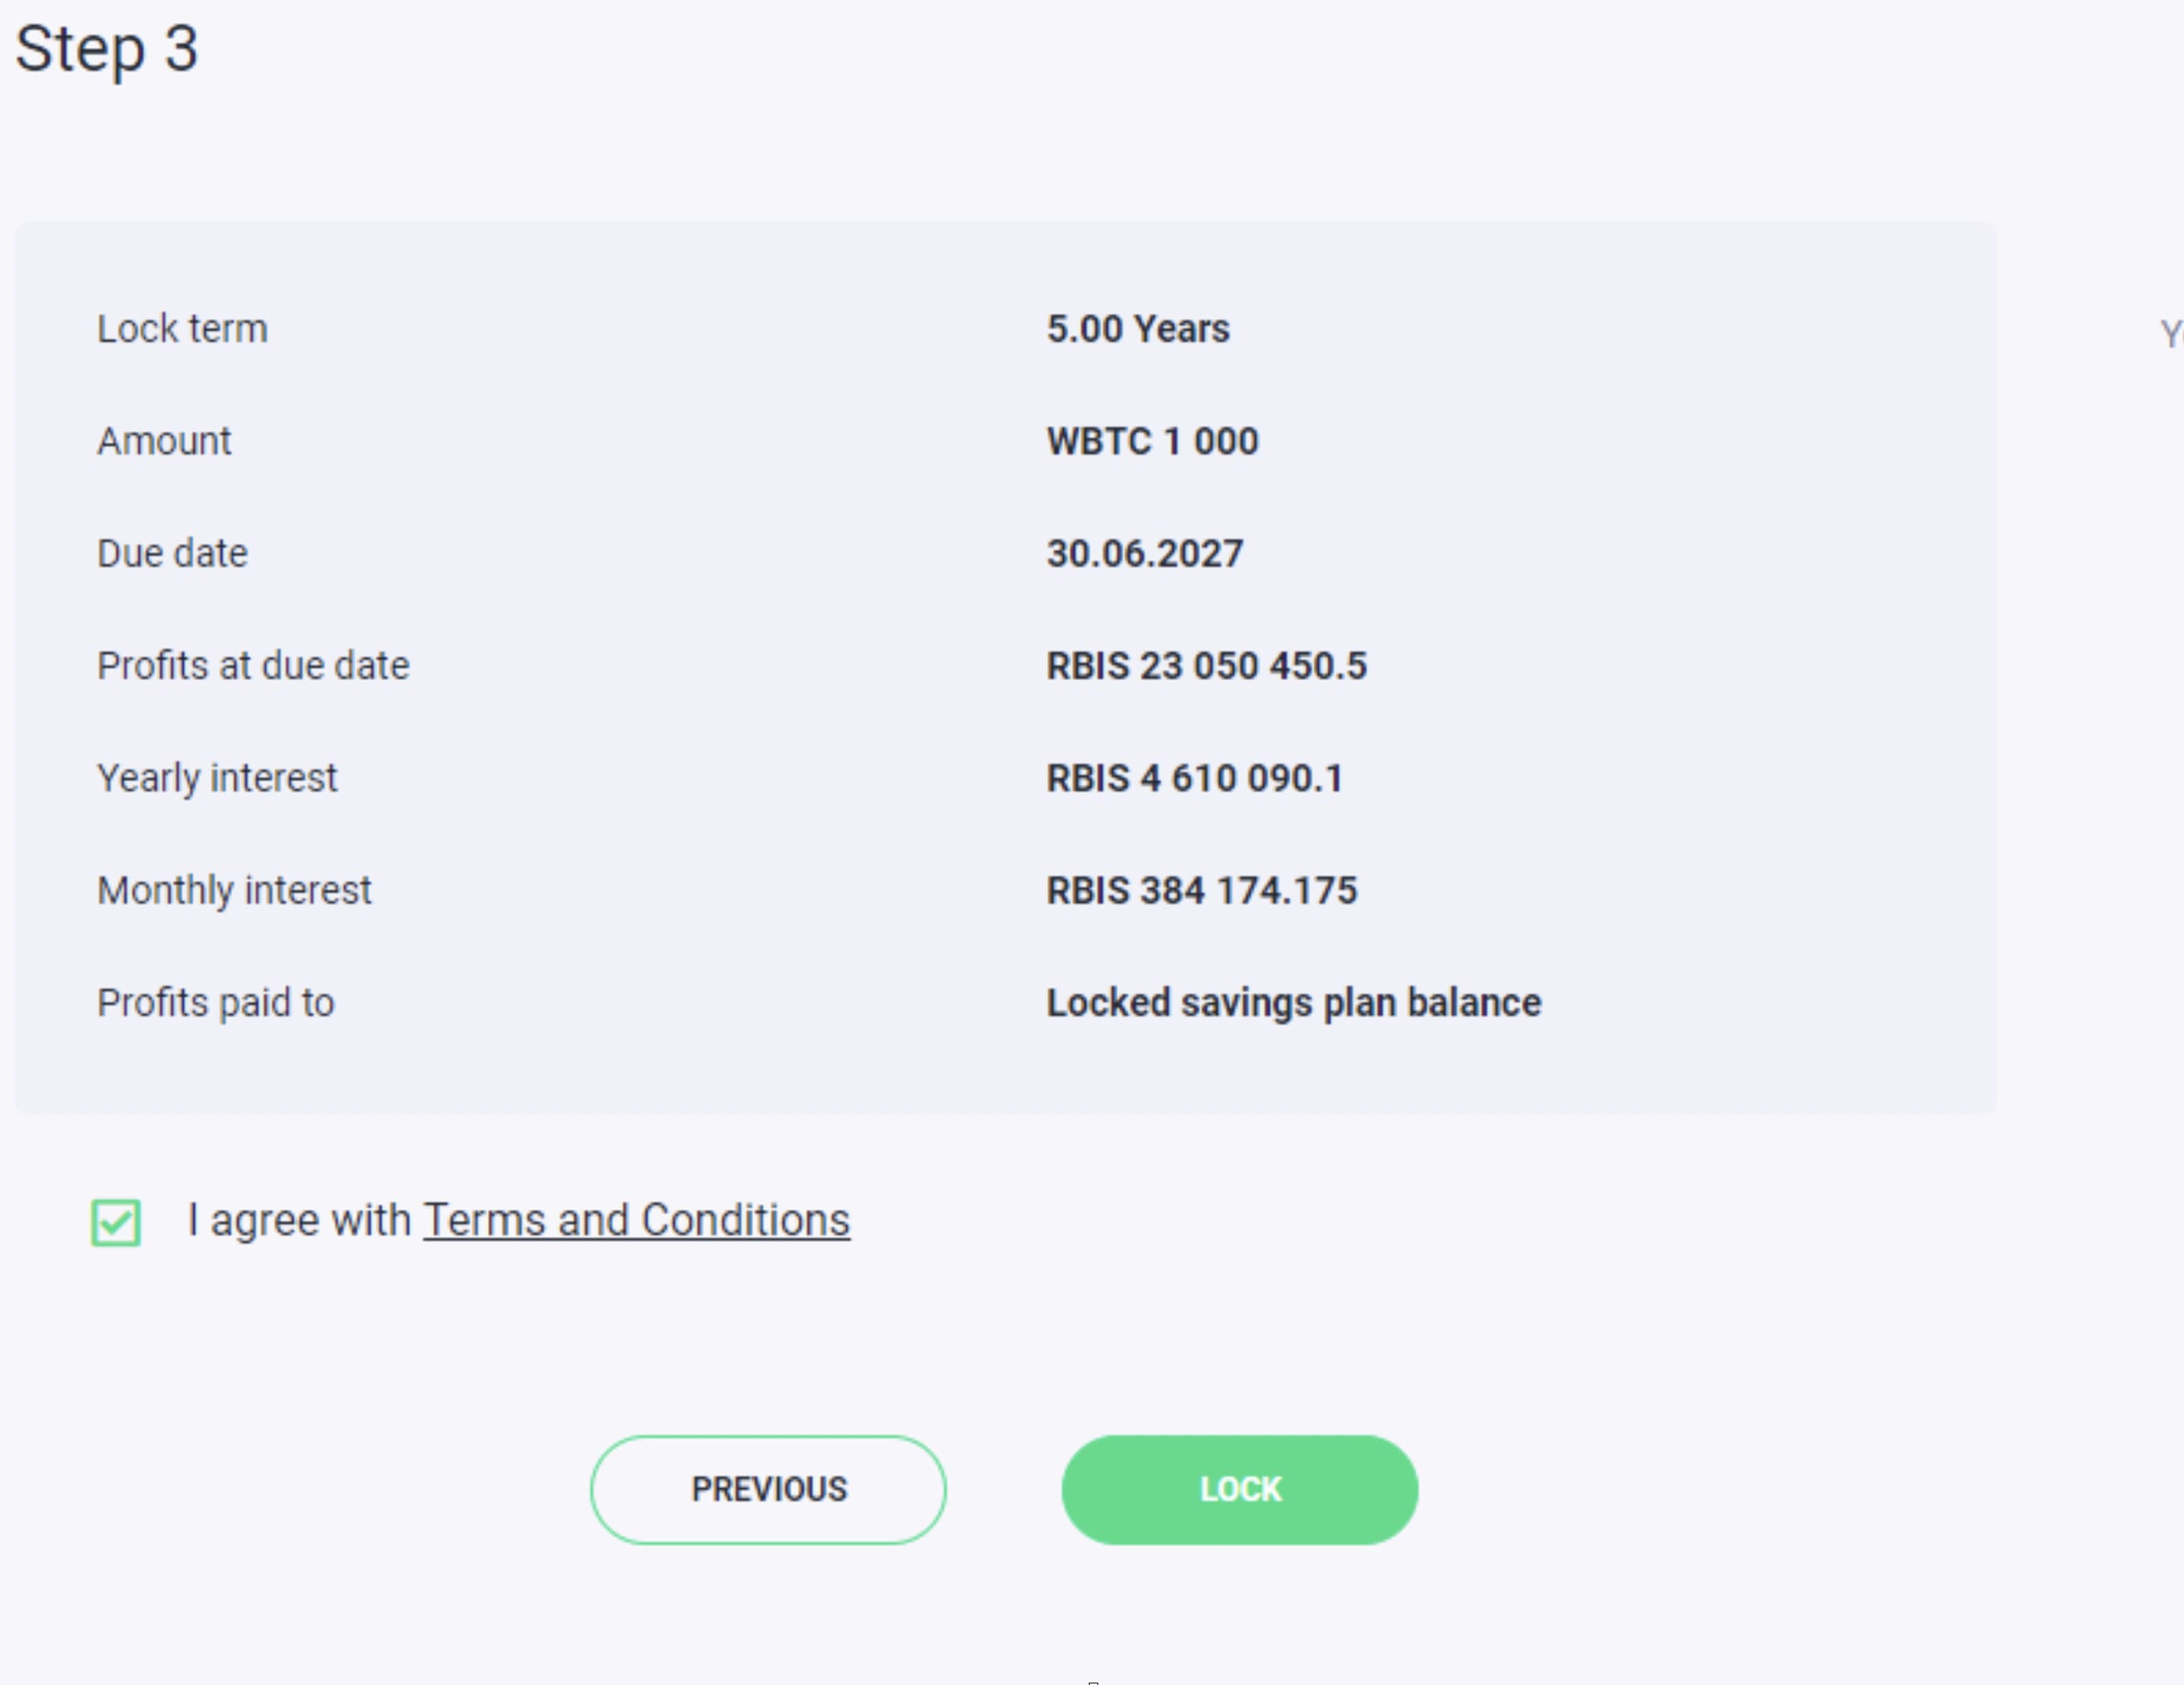 Step 3
Lock term 5.00 Years
Amount WBTC 1 000
Due date 30.06.2027
Profits at due date RBIS 23 050 450.5
Yearly interest RBIS 4 610 090.1
Monthly interest RBIS 384 174.175
Profits paid to Locked savings plan balance
I agree with Terms and Conditions
PREVIOUS LOCK